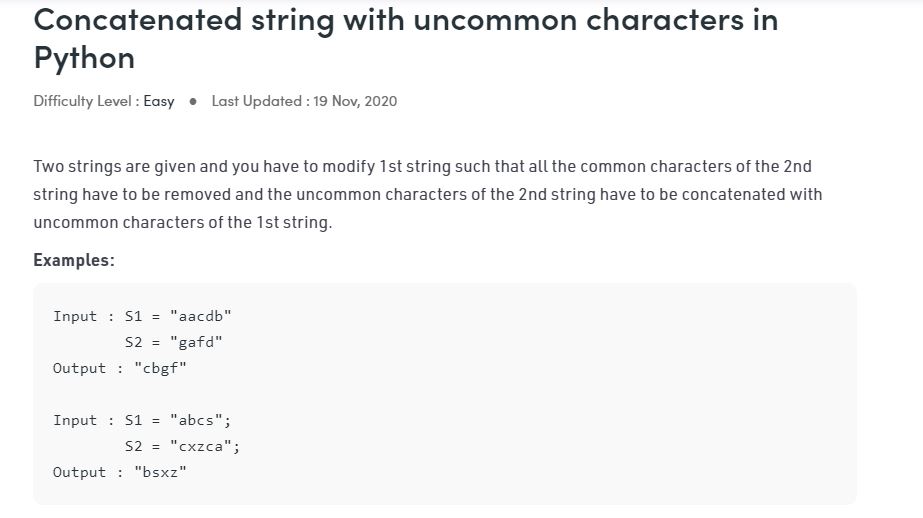 Concatenated string with uncommon characters in
Python
Difficulty Level : Easy ● Last Updated : 19 Nov, 2020
Two strings are given and you have to modify 1st string such that all the common characters of the 2nd
string have to be removed and the uncommon characters of the 2nd string have to be concatenated with
uncommon characters of the 1st string.
Examples:
Input : S1 = "aacdb"
S2 = "gafd"
Output : "cbgf"
Input : S1 = "abcs";
S2 = "cxzca";
Output : "bsxz"